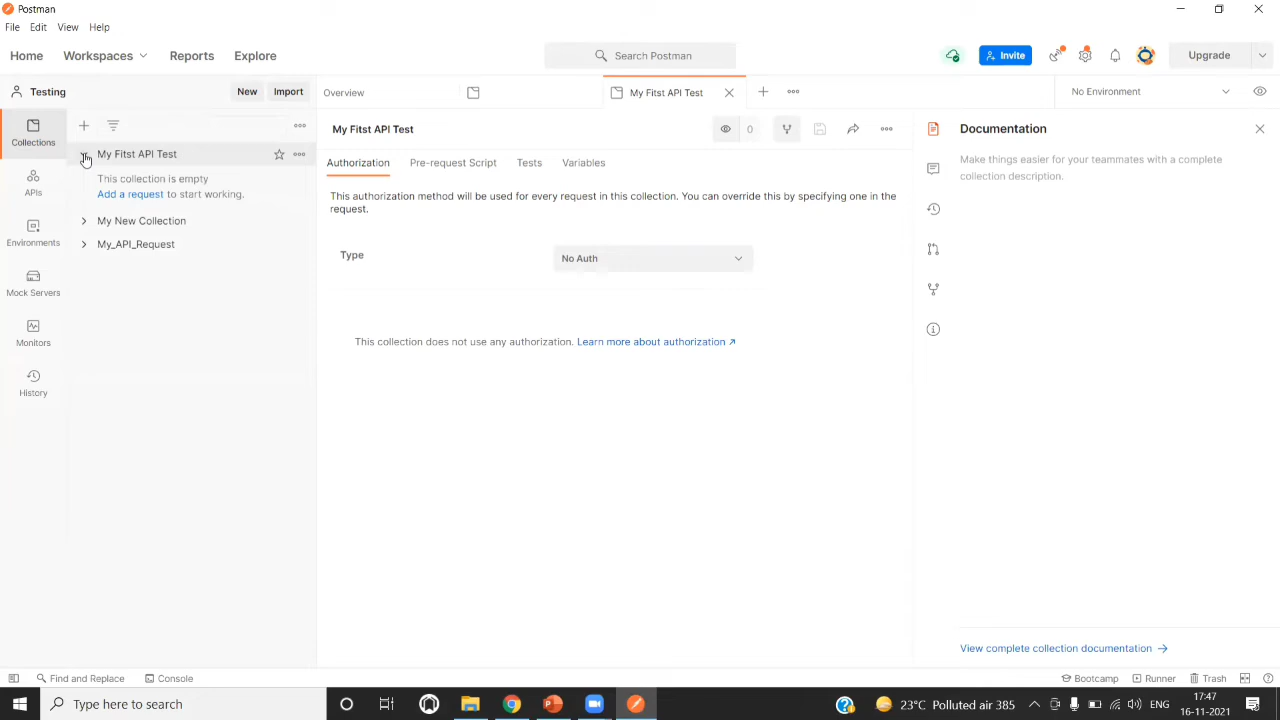 Postman
File Edit View Help
Home Workspaces Reports Explore Search Postman Invite Upgrade
Testing New Import Overview My Fitst API Test No Environment
Collections
My Fitst API Test
This collection is empty
Add a request to start working.
My New Collection
My_API_Request
APIs
Environments
Mock Servers
Monitors
History
My Fitst API Test 0
Authorization Pre-request Script Tests Variables
This authorization method will be used for every request in this collection. You can override this by specifying one in the
request.
Type No Auth
This collection does not use any authorization. Learn more about authorization
Documentation
Make things easier for your teammates with a complete
collection description.
View complete collection documentation
Find and Replace Console Bootcamp Runner Trash
Type here to search 23°C Polluted air 385 ENG
17:47
16-11-2021